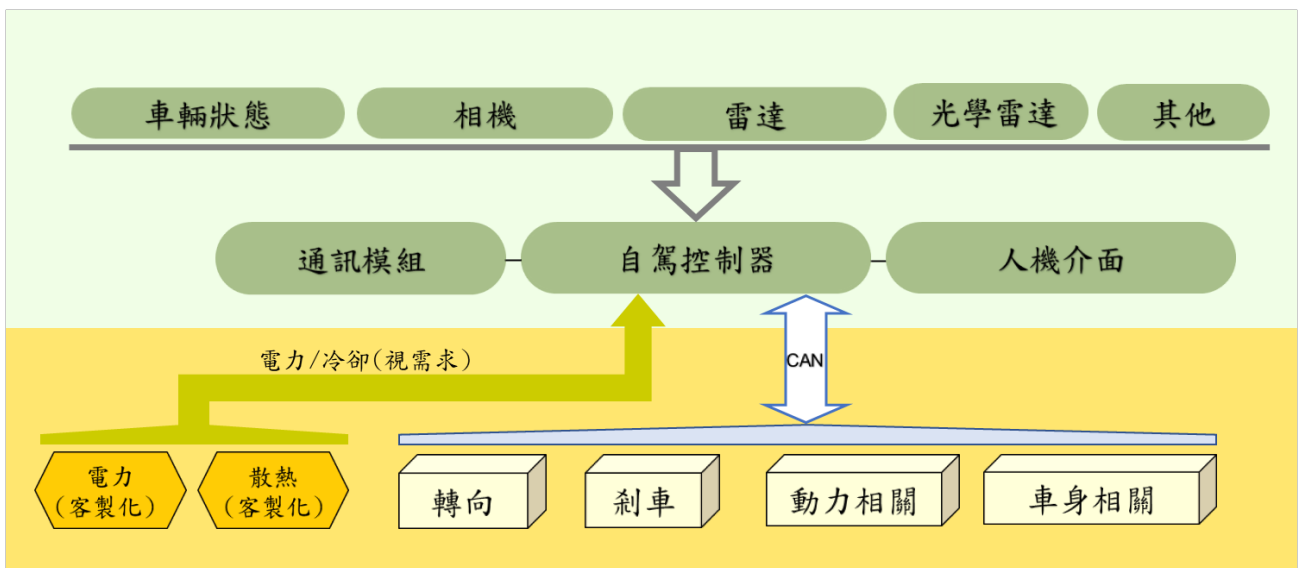 車輛狀態
相機
雷達
光學雷達
其他
通訊模組
自駕控制器
人機介面
電力/冷卻(視需求)
CAN
電力
(客製化)
散熱
(客製化)
轉向
剎車
動力相關
車身相關